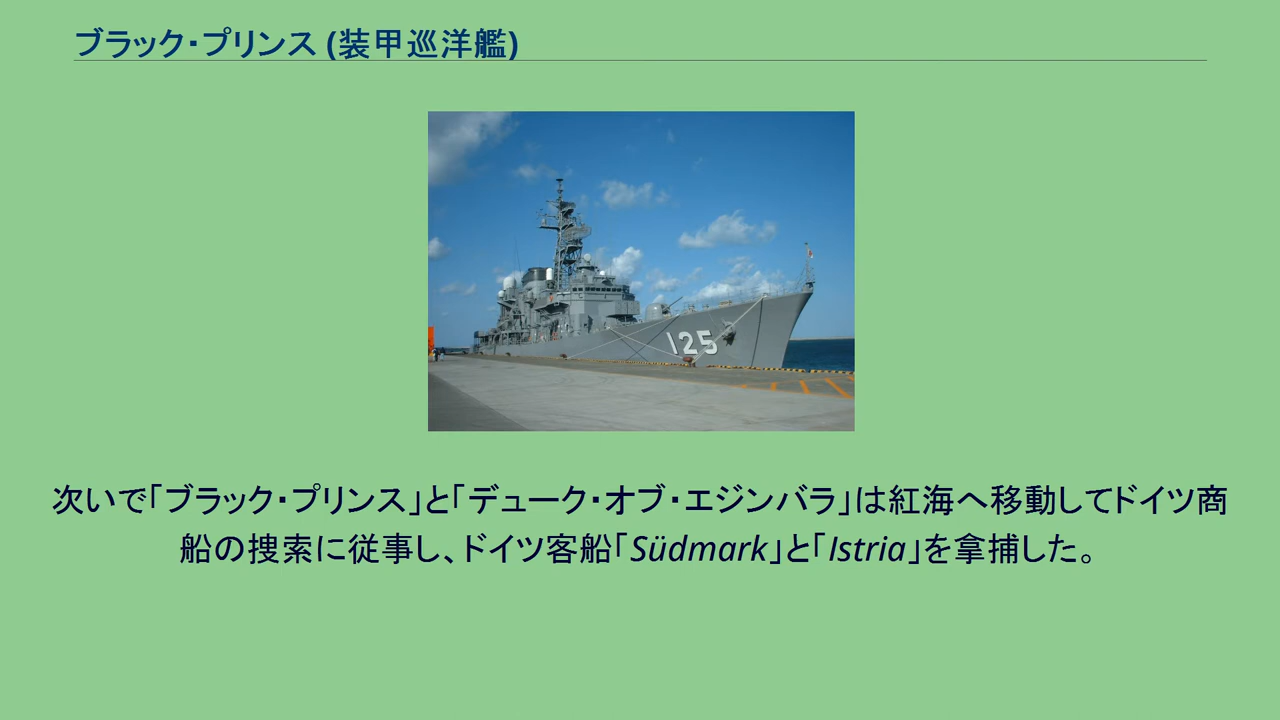 ブラック・プリンス (装甲巡洋艦)
125
次いで「ブラック・プリンス」と「デューク・オブ・エジンバラ」は紅海へ移動してドイツ商
船の捜索に従事し、ドイツ客船「Südmark」と「Istria」を拿捕した。